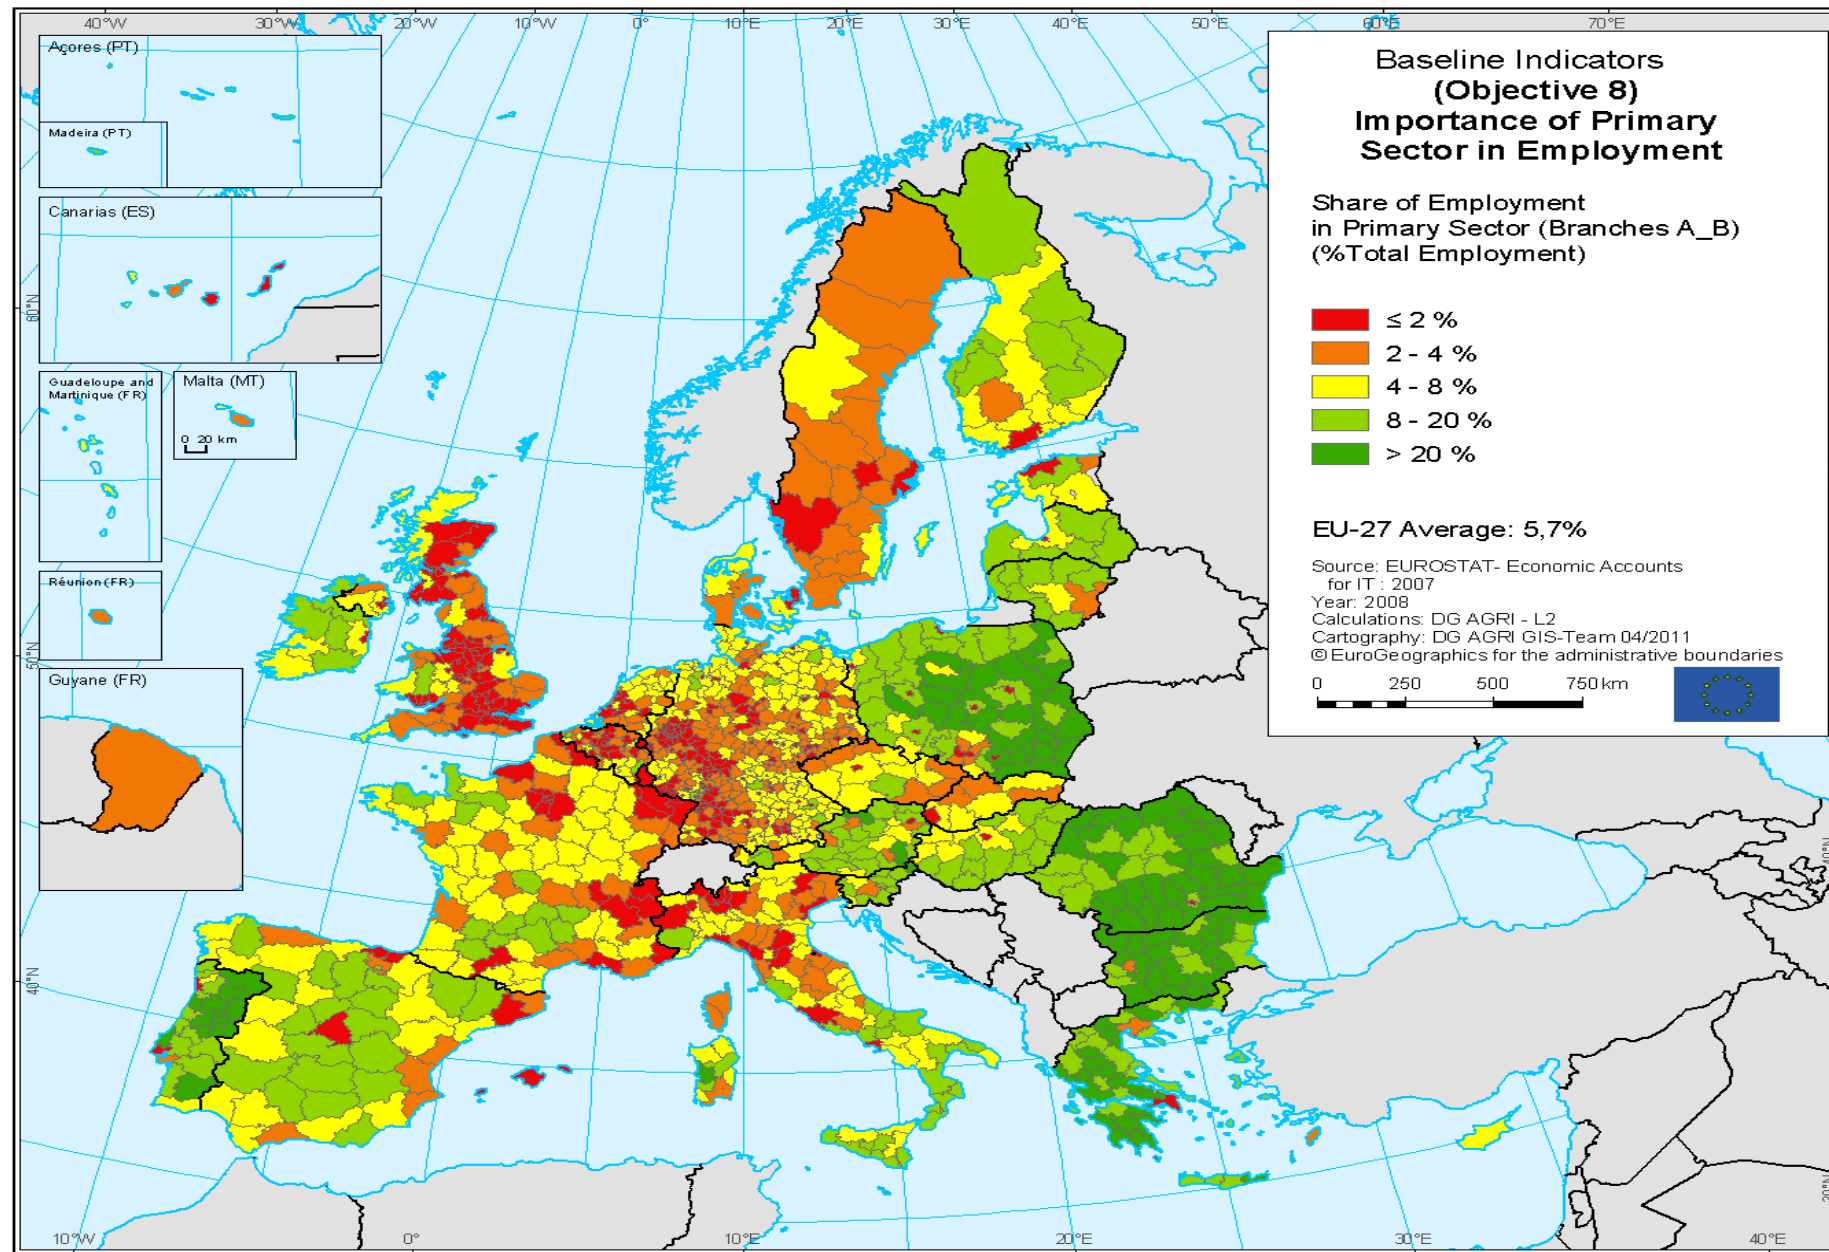 40°W 30°W 20°W 10°W 0° 10°E 20°E 30°E 40°E 50°E 60°E 70°E
Açores (PT)
Madeira (PT)
Canarias (ES)
Guadeloupe and
Martinique (FR)
Malta (MT)
0 20 km
Réunion (FR)
Guyane (FR)
Baseline Indicators
(Objective 8)
Importance of Primary
Sector in Employment
Share of Employment
in Primary Sector (Branches A_B)
(%Total Employment)
≤ 2 %
2 - 4 %
4 - 8 %
8 - 20 %
> 20 %
EU-27 Average: 5,7%
Source: EUROSTAT- Economic Accounts
for IT : 2007
Year: 2008
Calculations: DG AGRI - L2
Cartography: DG AGRI GIS-Team 04/2011
© EuroGeographics for the administrative boundaries
0 250 500 750 km
60°N
50°N
40°N
40°N
10°W 0° 10°E 20°E 30°E 40°E